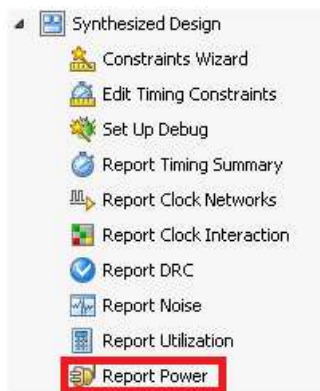 Synthesized Design
Constraints Wizard
Edit Timing Constraints
Set Up Debug
Report Timing Summary
Report Clock Networks
Report Clock Interaction
Report DRC
Report Noise
Report Utilization
Report Power